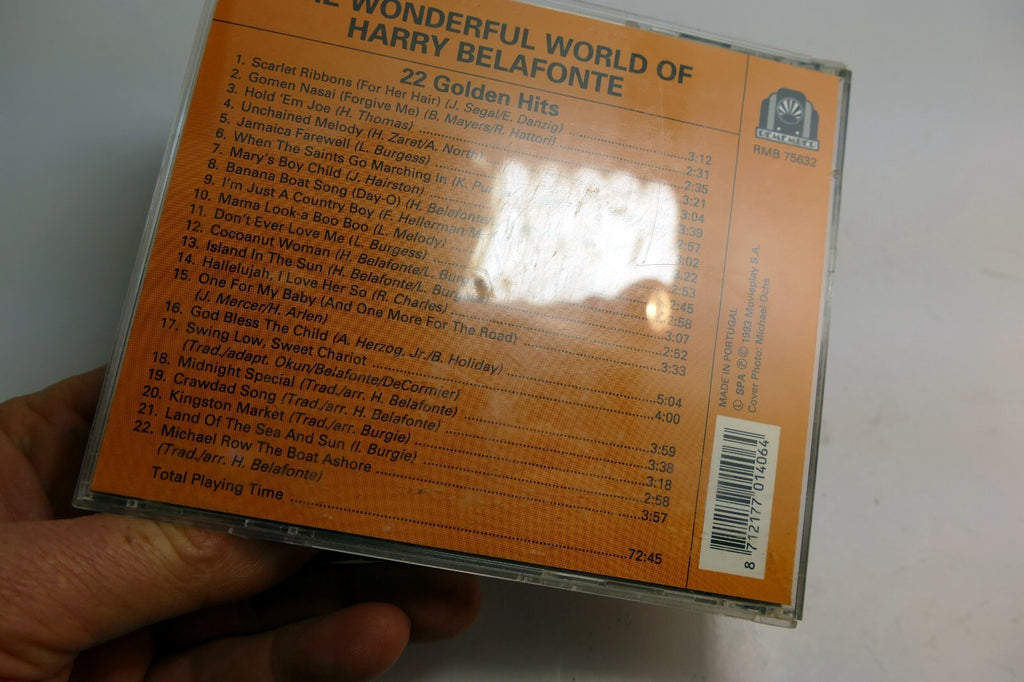 WONDERFUL WORLD OF
HARRY BELAFONTE
22 Golden Hits
1. Scarlet Ribbons (For Her Hair) (J. Segal/E. Danzig) 3:12
2. Gomen Nasai (Forgive Me) (B. Mayers/R. Hattori) 2:31
3. Hold 'Em Joe (H. Thomas) 2:35
4. Unchained Melody (H. Zaret/A. North) 3:21
5. Jamaica Farewell (L. Burgess) 3:04
6. When The Saints Go Marching In (K.
7. Mary's Boy Child (J. Hairston)
8. Banana Boat Song (Day-O) (H. Belafonte
9. I'm Just A Country Boy (F. Hellerman
10. Mama Look-a Boo Boo (L. Melody) 2:53
11. Don't Ever Love Me (L. Burgess) 2:45
12. Cocoanut Woman (H. Belafonte/L. 2:58
13. Island In The Sun (H. Belafonte/L. 3:07
14. Hallelujah, I Love Her So (R. Charles) 2:52
15. One For My Baby (And One More For The Road) 3:33
(J. Mercer/H. Arlen)
16. God Bless The Child (A. Herzog, Jr./B. Holiday) 5:04
17. Swing Low, Sweet Chariot 4:00
(Trad./adapt. Okun/Belafonte/DeCormier)
18. Midnight Special (Trad./arr. H. Belafonte) 3:59
19. Crawdad Song (Trad./arr. H. Belafonte) 3:38
20. Kingston Market (Trad./arr. Burgie) 3:18
21. Land Of The Sea And Sun (I. Burgie) 2:58
22. Michael Row The Boat Ashore 3:57
(Trad./arr. H. Belafonte)
Total Playing Time 72:45
REMEMBER
RMB 75632
MADE IN PORTUGAL
Ⓛ SPA Ⓟ © 1993 Movieplay S.A.
Cover Photo: Michael Ochs
8 712177 014064